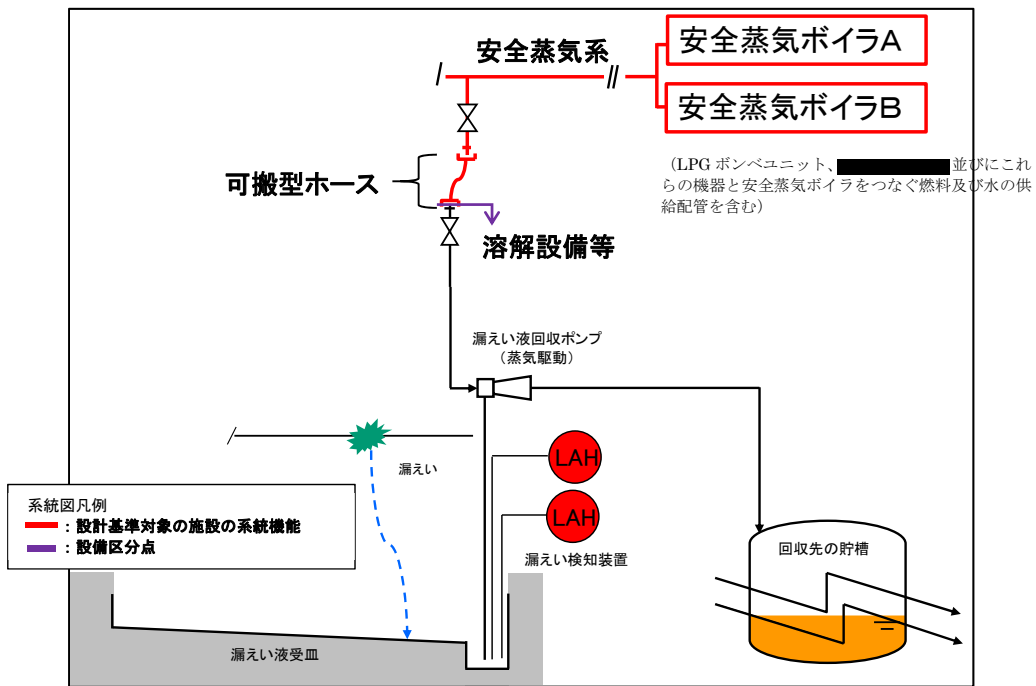 安全蒸気系
安全蒸気ボイラA
安全蒸気ボイラB
（LPG ボンベユニット、 並びにこれ
らの機器と安全蒸気ボイラをつなぐ燃料及び水の供
給配管を含む）
可搬型ホース
溶解設備等
漏えい液回収ポンプ
（蒸気駆動）
漏えい
LAH
LAH
漏えい検知装置
系統図凡例
：設計基準対象の施設の系統機能
：設備区分点
回収先の貯槽
漏えい液受皿